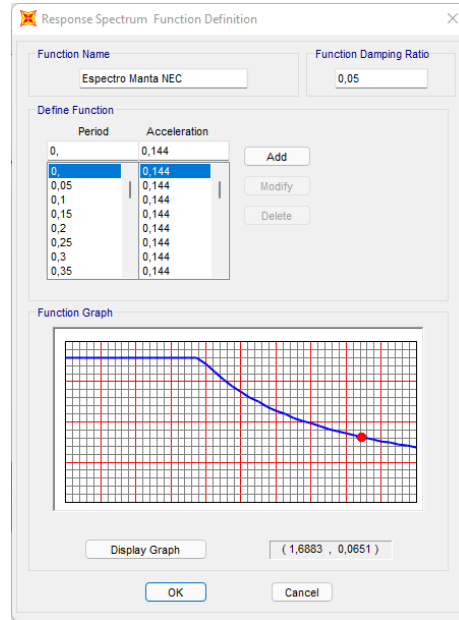 Response Spectrum Function Definition
Function Name
Espectro Manta NEC
Function Damping Ratio
0,05
Define Function
Period Acceleration
0, 0,144
Add
0, 0,144
0,05 0,144
0,1 0,144
Modify
0,15 0,144
0,2 0,144
Delete
0,25 0,144
0,3 0,144
0,35 0,144
Function Graph
Display Graph
( 1,6883 , 0,0651 )
OK
Cancel